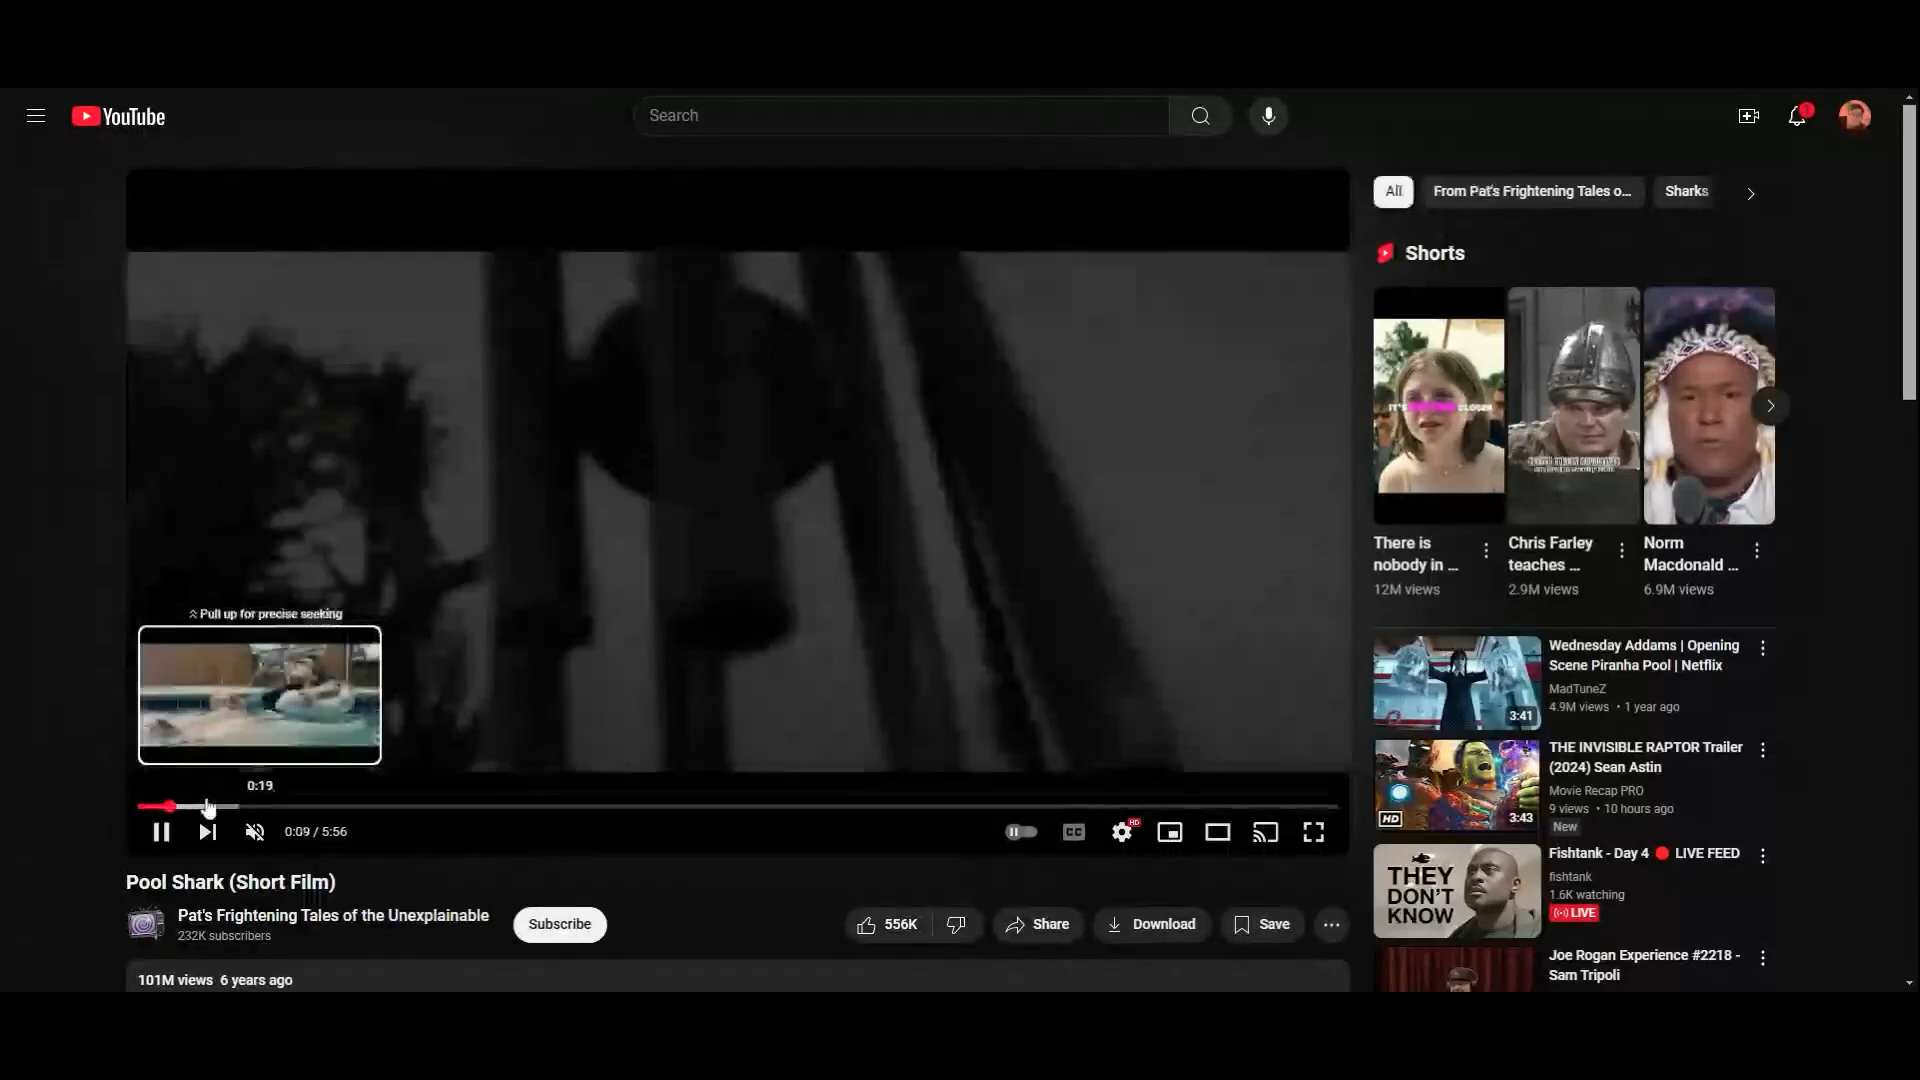 YouTube
Search
All
From Pat's Frightening Tales o...
Sharks
Shorts
IT'S
CLOSER
There is
nobody in ...
12M views
Chris Farley
teaches ...
2.9M views
Norm
Macdonald ...
6.9M views
Pull up for precise seeking
0:19
0:09 / 5:56
CC
HD
Pool Shark (Short Film)
Pat's Frightening Tales of the Unexplainable
232K subscribers
Subscribe
556K
Share
Download
Save
101M views 6 years ago
Wednesday Addams | Opening
Scene Piranha Pool | Netflix
MadTuneZ
4.9M views • 1 year ago
3:41
THE INVISIBLE RAPTOR Trailer
(2024) Sean Astin
Movie Recap PRO
9 views • 10 hours ago
New
HD
3:43
Fishtank - Day 4 🔴 LIVE FEED
fishtank
1.6K watching
LIVE
THEY
DON'T
KNOW
Joe Rogan Experience #2218 -
Sam Tripoli